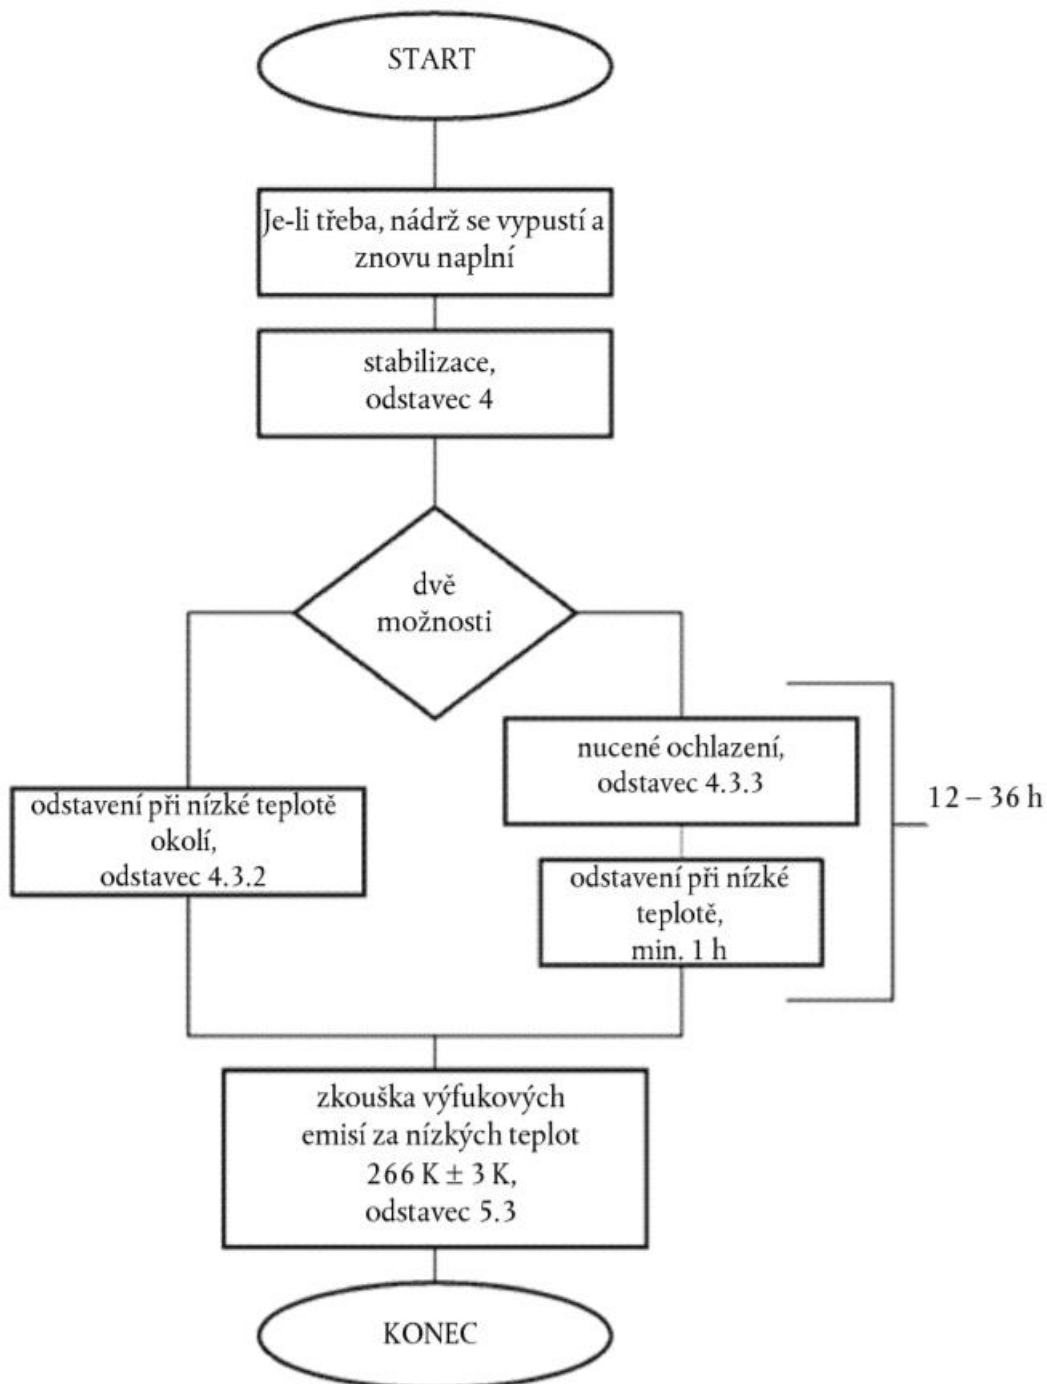 START
Je-li třeba, nádrž se vypustí a
znovu naplní
stabilizace,
odstavec 4
dvě
možnosti
odstavení při nízké teplotě
okolí,
odstavec 4.3.2
nucené ochlazení,
odstavec 4.3.3
odstavení při nízké
teplotě,
min. 1 h
12 – 36 h
zkouška výfukových
emisí za nízkých teplot
266 K ± 3 K,
odstavec 5.3
KONEC